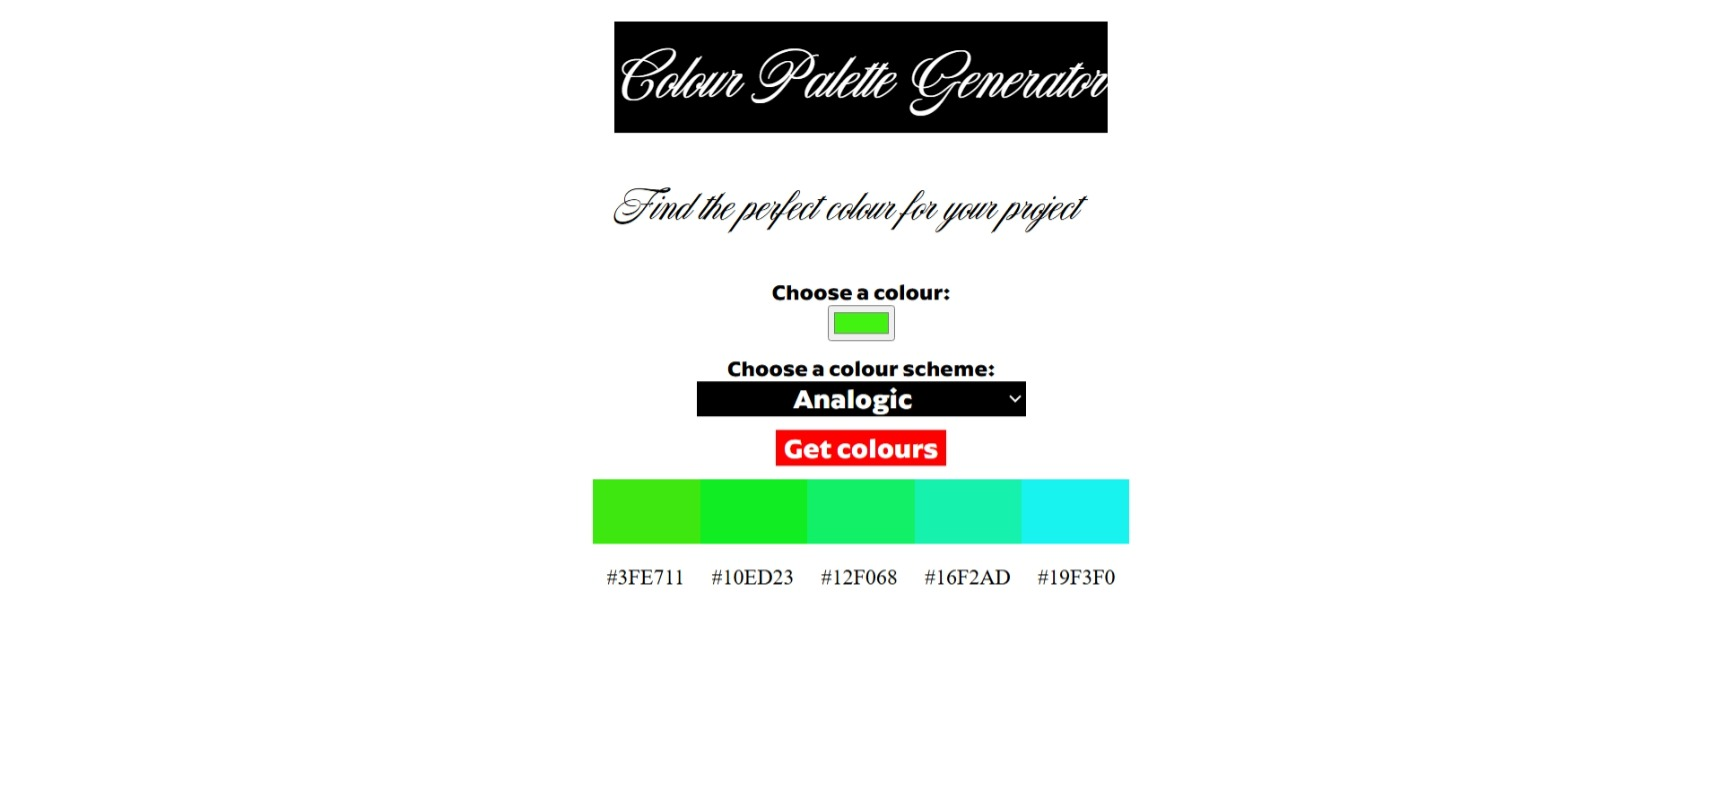 Colour Palette Generator
Find the perfect colour for your project
Choose a colour:
Choose a colour scheme:
Analogic
Get colours
#3FE711 #10ED23 #12F068 #16F2AD #19F3F0